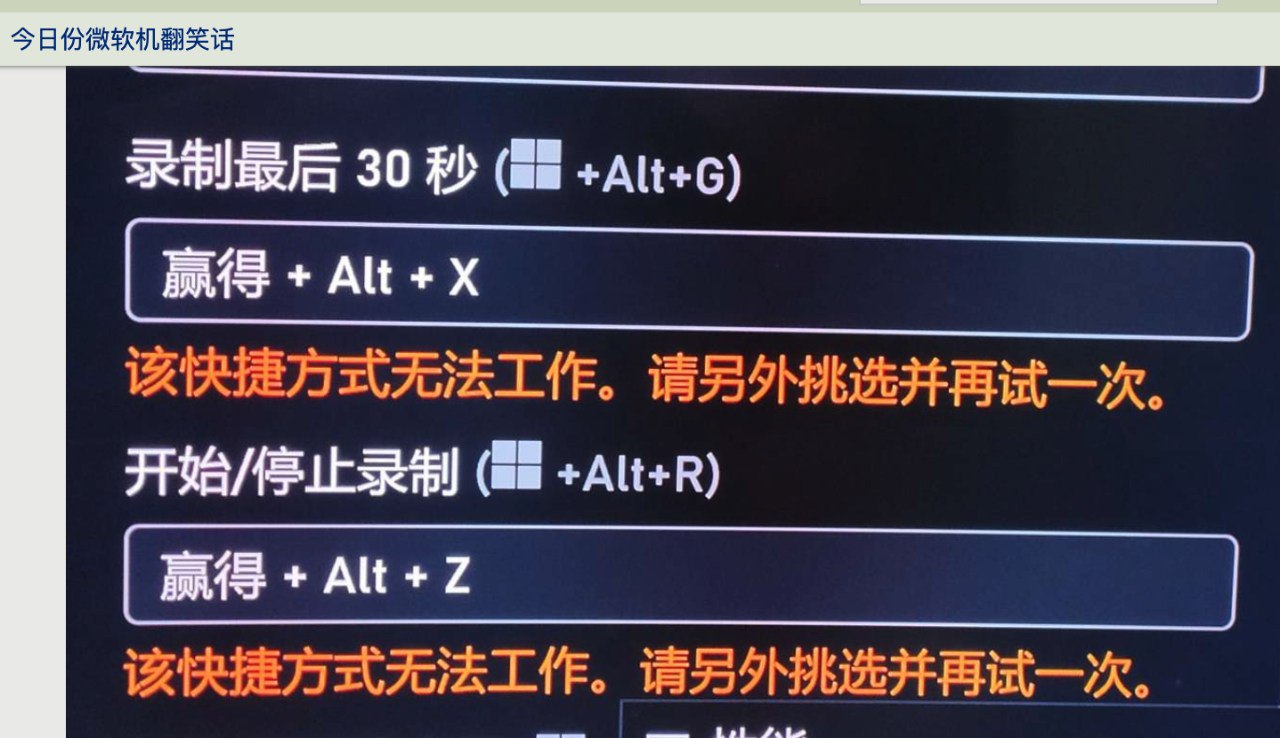 今日份微软机翻笑话
录制最后 30 秒 ( +Alt+G)
赢得 + Alt + X
该快捷方式无法工作。请另外挑选并再试一次。
开始/停止录制 ( +Alt+R)
赢得 + Alt + Z
该快捷方式无法工作。请另外挑选并再试一次。
性能